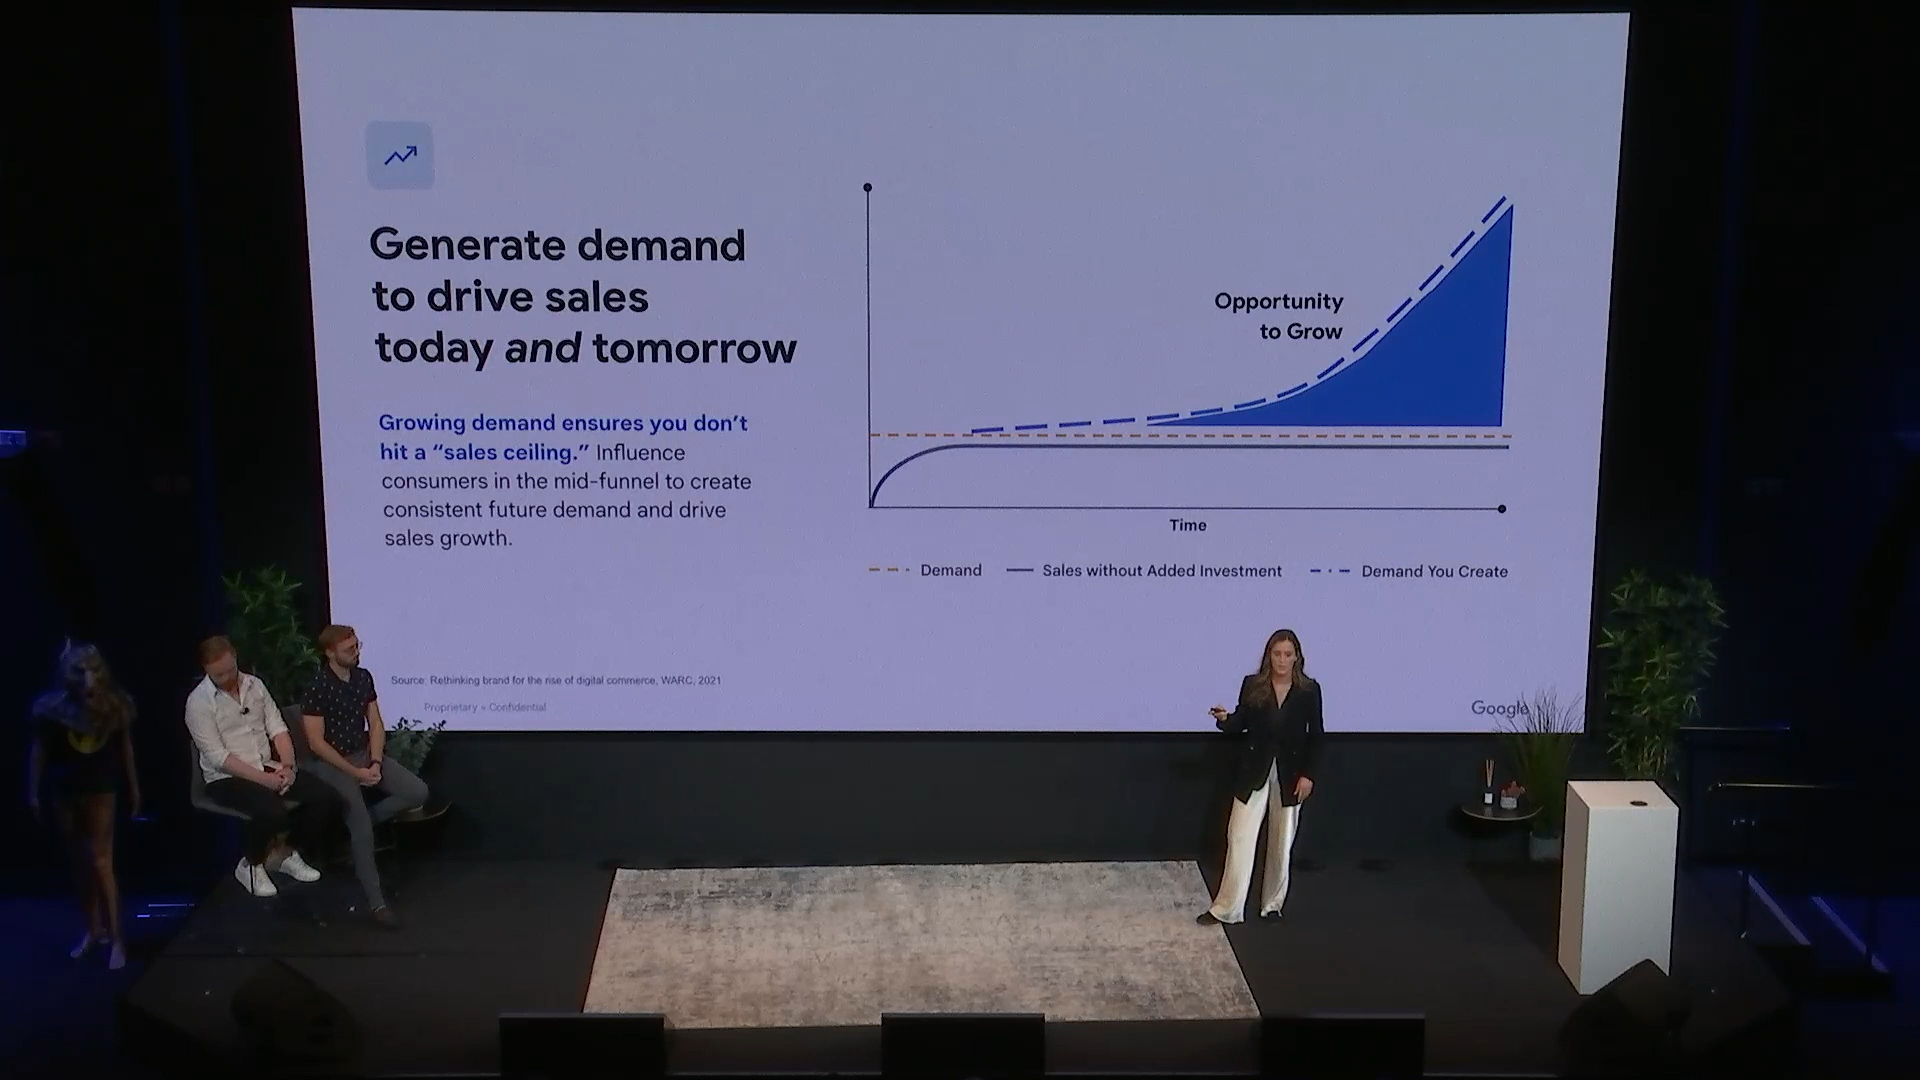 Generate demand
to drive sales
today and tomorrow
Growing demand ensures you don't
hit a “sales ceiling.” Influence
consumers in the mid-funnel to create
consistent future demand and drive
sales growth.
Opportunity
to Grow
Time
Demand
Sales without Added Investment
Demand You Create
Source: Rethinking brand for the rise of digital commerce, WARC, 2021
Proprietary + Confidential
Google